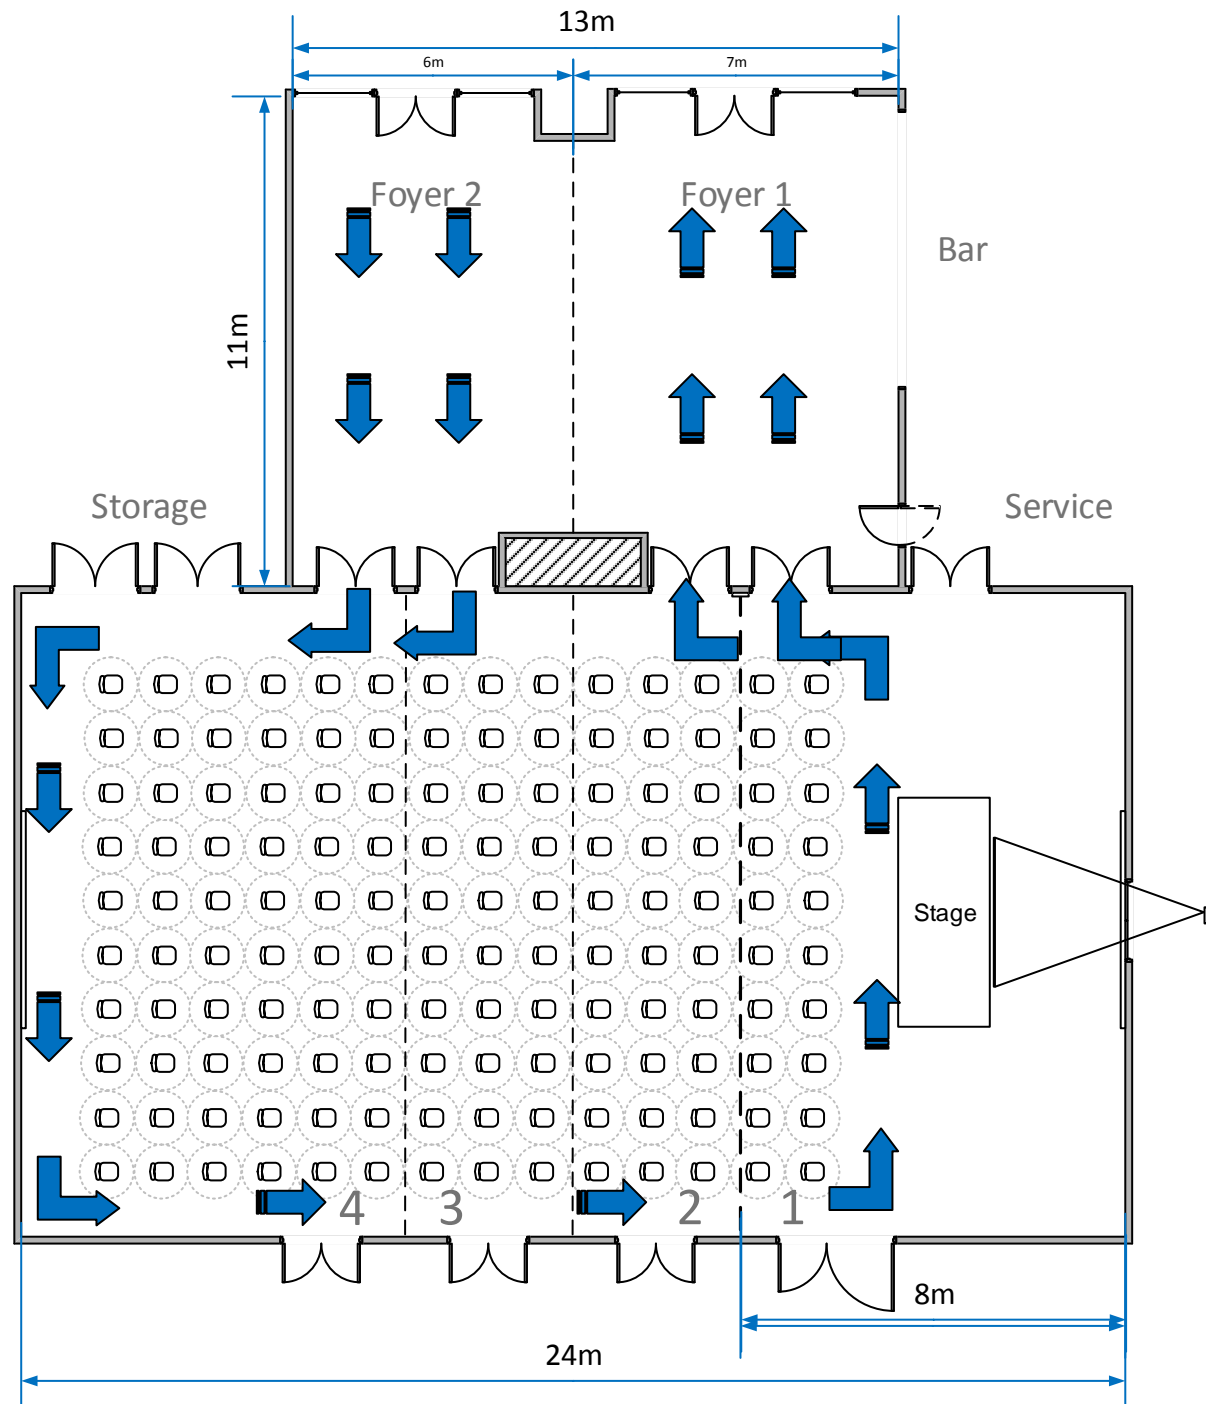 13m
6m
7m
Foyer 2
Foyer 1
Bar
11m
Storage
Service
Stage
4
3
2
1
8m
24m